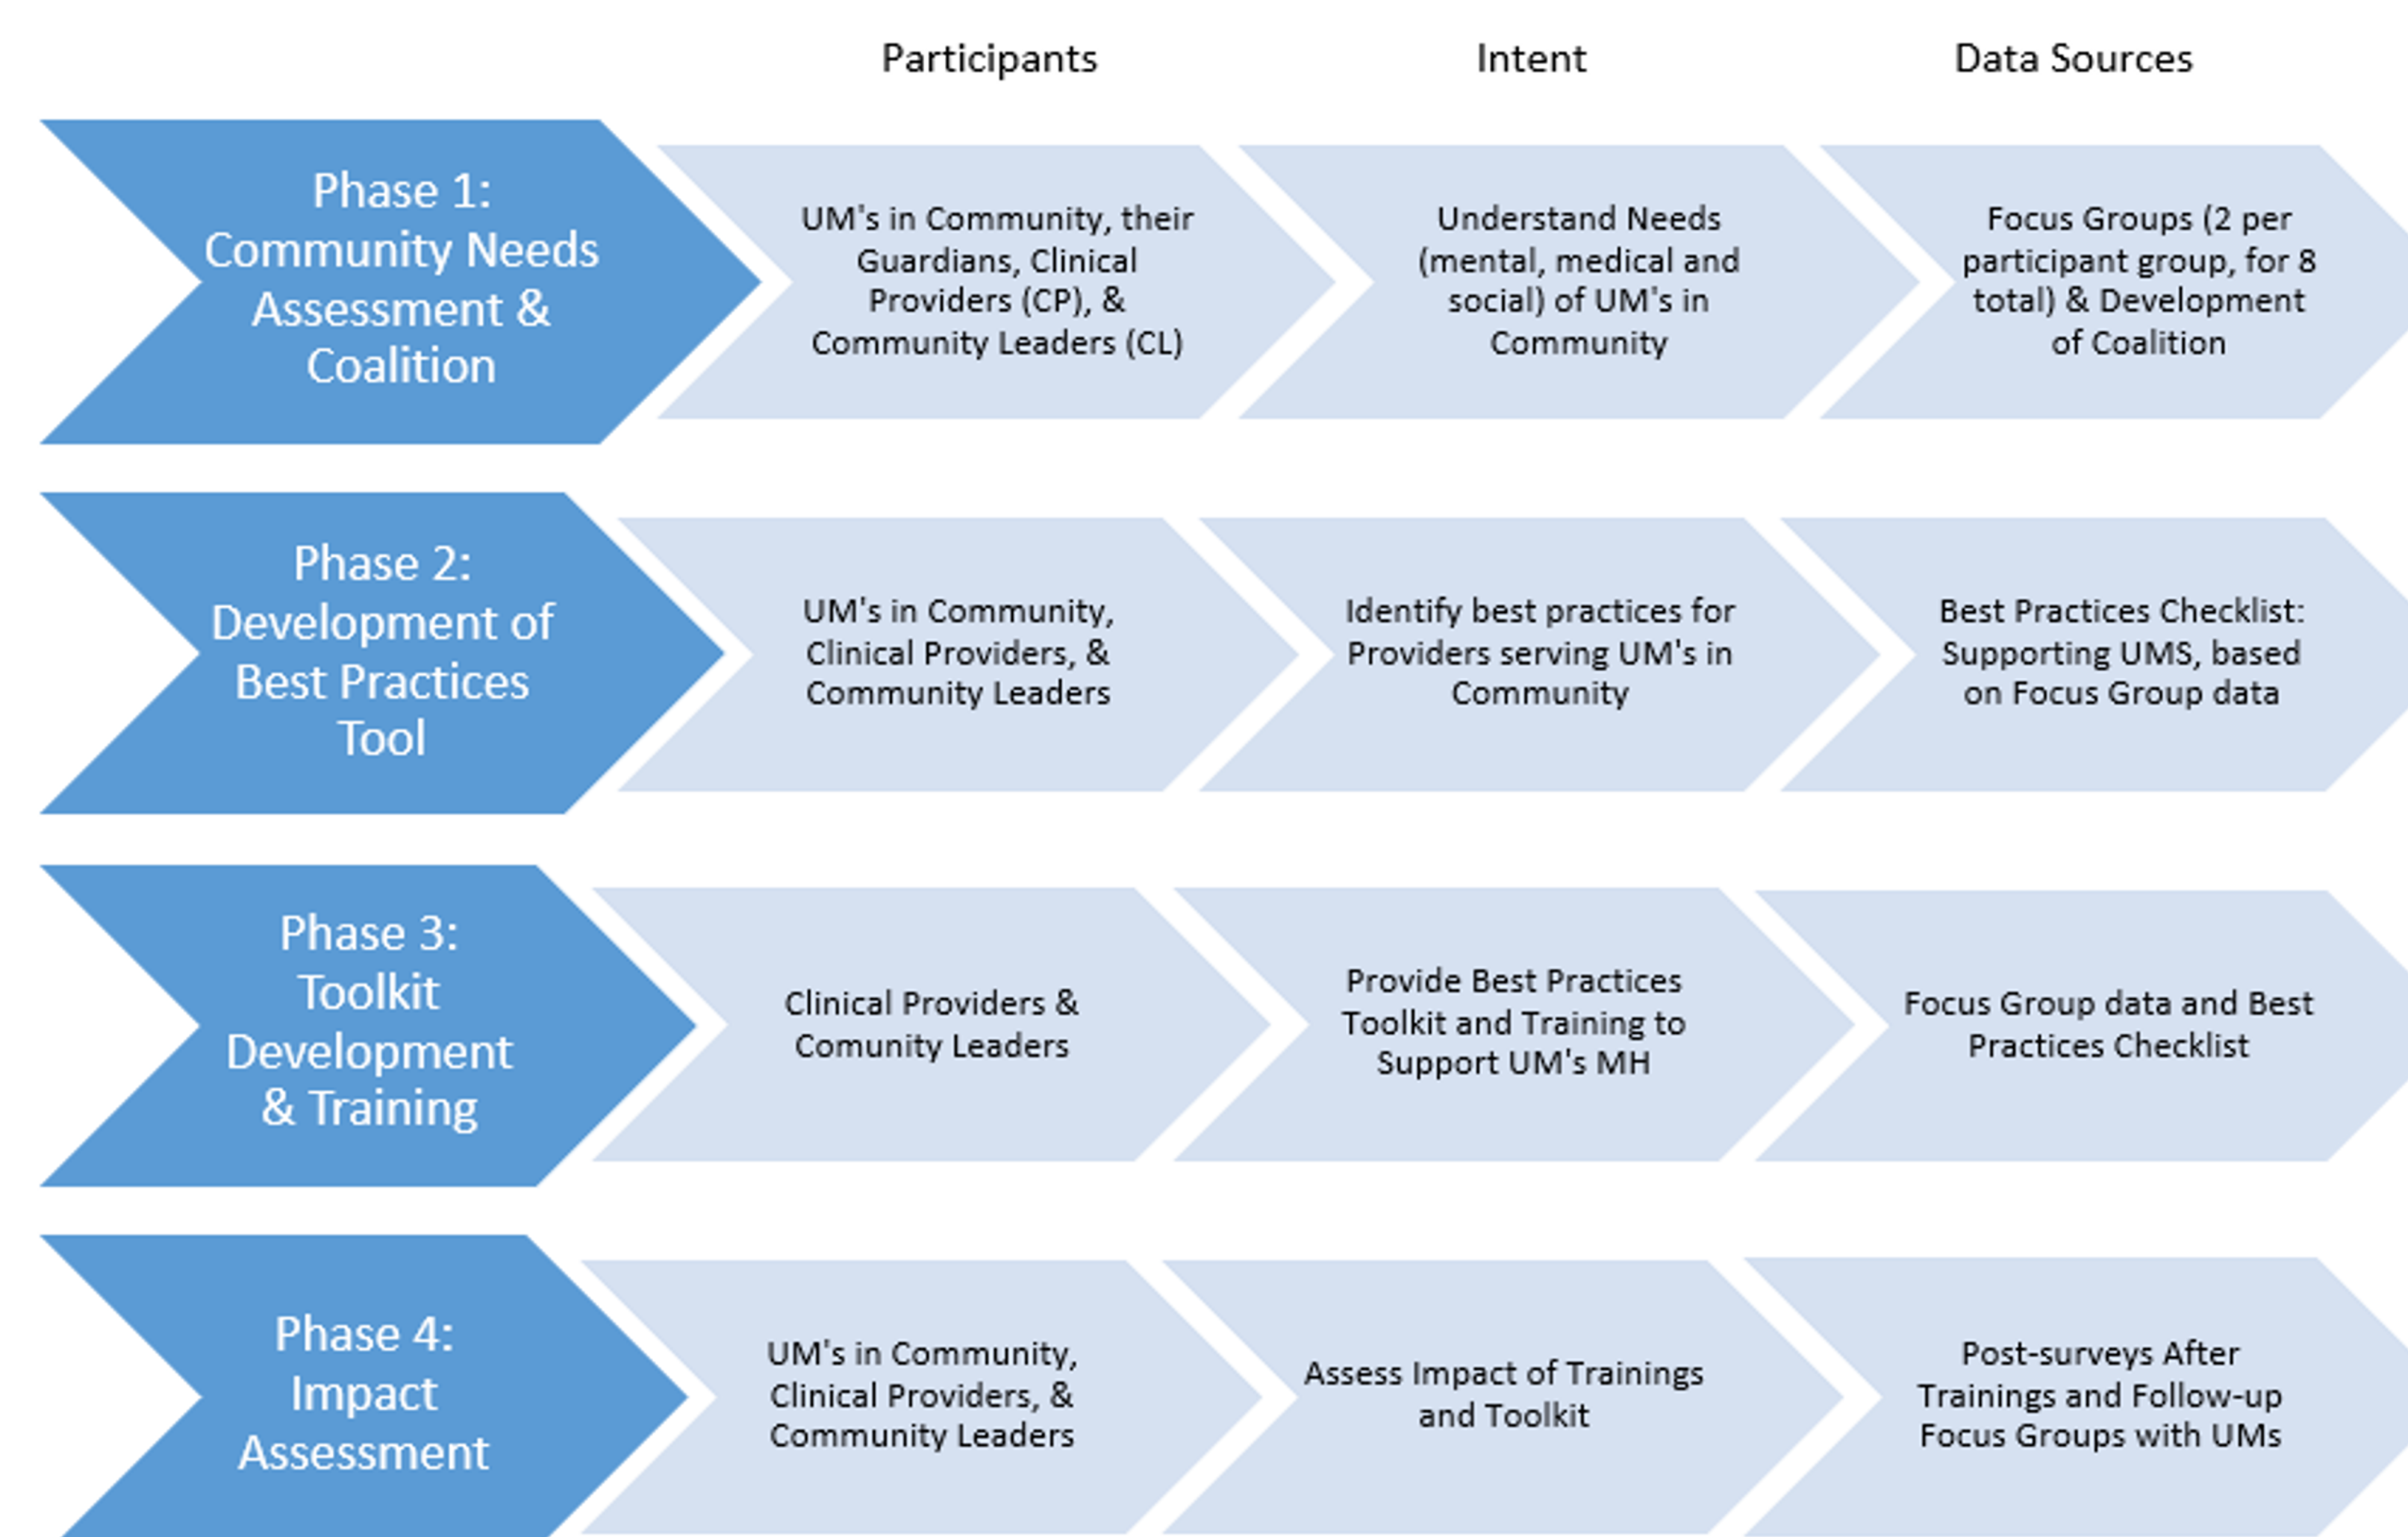 Participants
Intent
Data Sources
Phase 1:
Community Needs
Assessment &
Coalition
UM's in Community, their
Guardians, Clinical
Providers (CP), &
Community Leaders (CL)
Understand Needs
(mental, medical and
social) of UM's in
Community
Focus Groups (2 per
participant group, for 8
total) & Development
of Coalition
Phase 2:
Development of
Best Practices
Tool
UM's in Community,
Clinical Providers, &
Community Leaders
Identify best practices for
Providers serving UM's in
Community
Best Practices Checklist:
Supporting UMS, based
on Focus Group data
Phase 3:
Toolkit
Development
& Training
Clinical Providers &
Comunity Leaders
Provide Best Practices
Toolkit and Training to
Support UM's MH
Focus Group data and Best
Practices Checklist
Phase 4:
Impact
Assessment
UM's in Community,
Clinical Providers, &
Community Leaders
Assess Impact of Trainings
and Toolkit
Post-surveys After
Trainings and Follow-up
Focus Groups with UMs